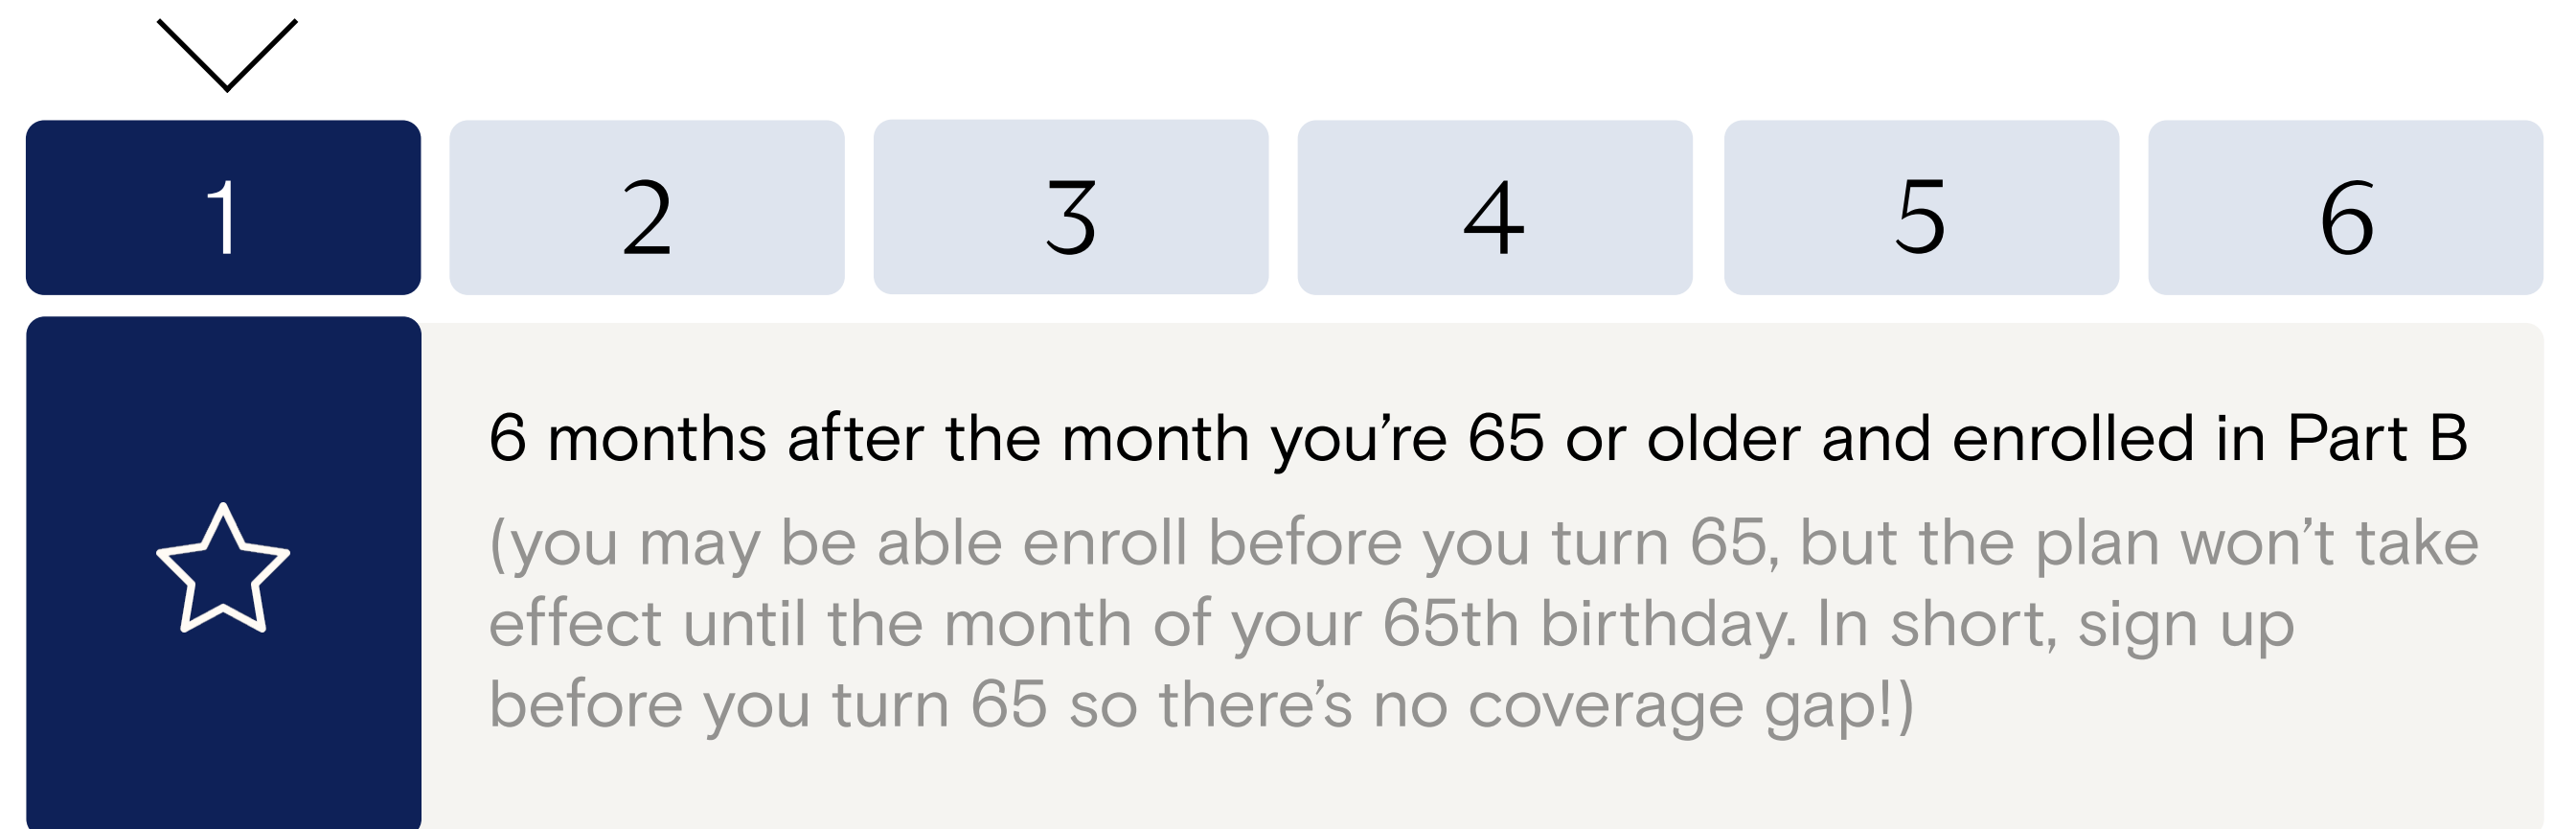 1
2
3
4
5
6
6 months after the month you’re 65 or older and enrolled in Part B
(you may be able enroll before you turn 65, but the plan won’t take
effect until the month of your 65th birthday. In short, sign up
before you turn 65 so there’s no coverage gap!)